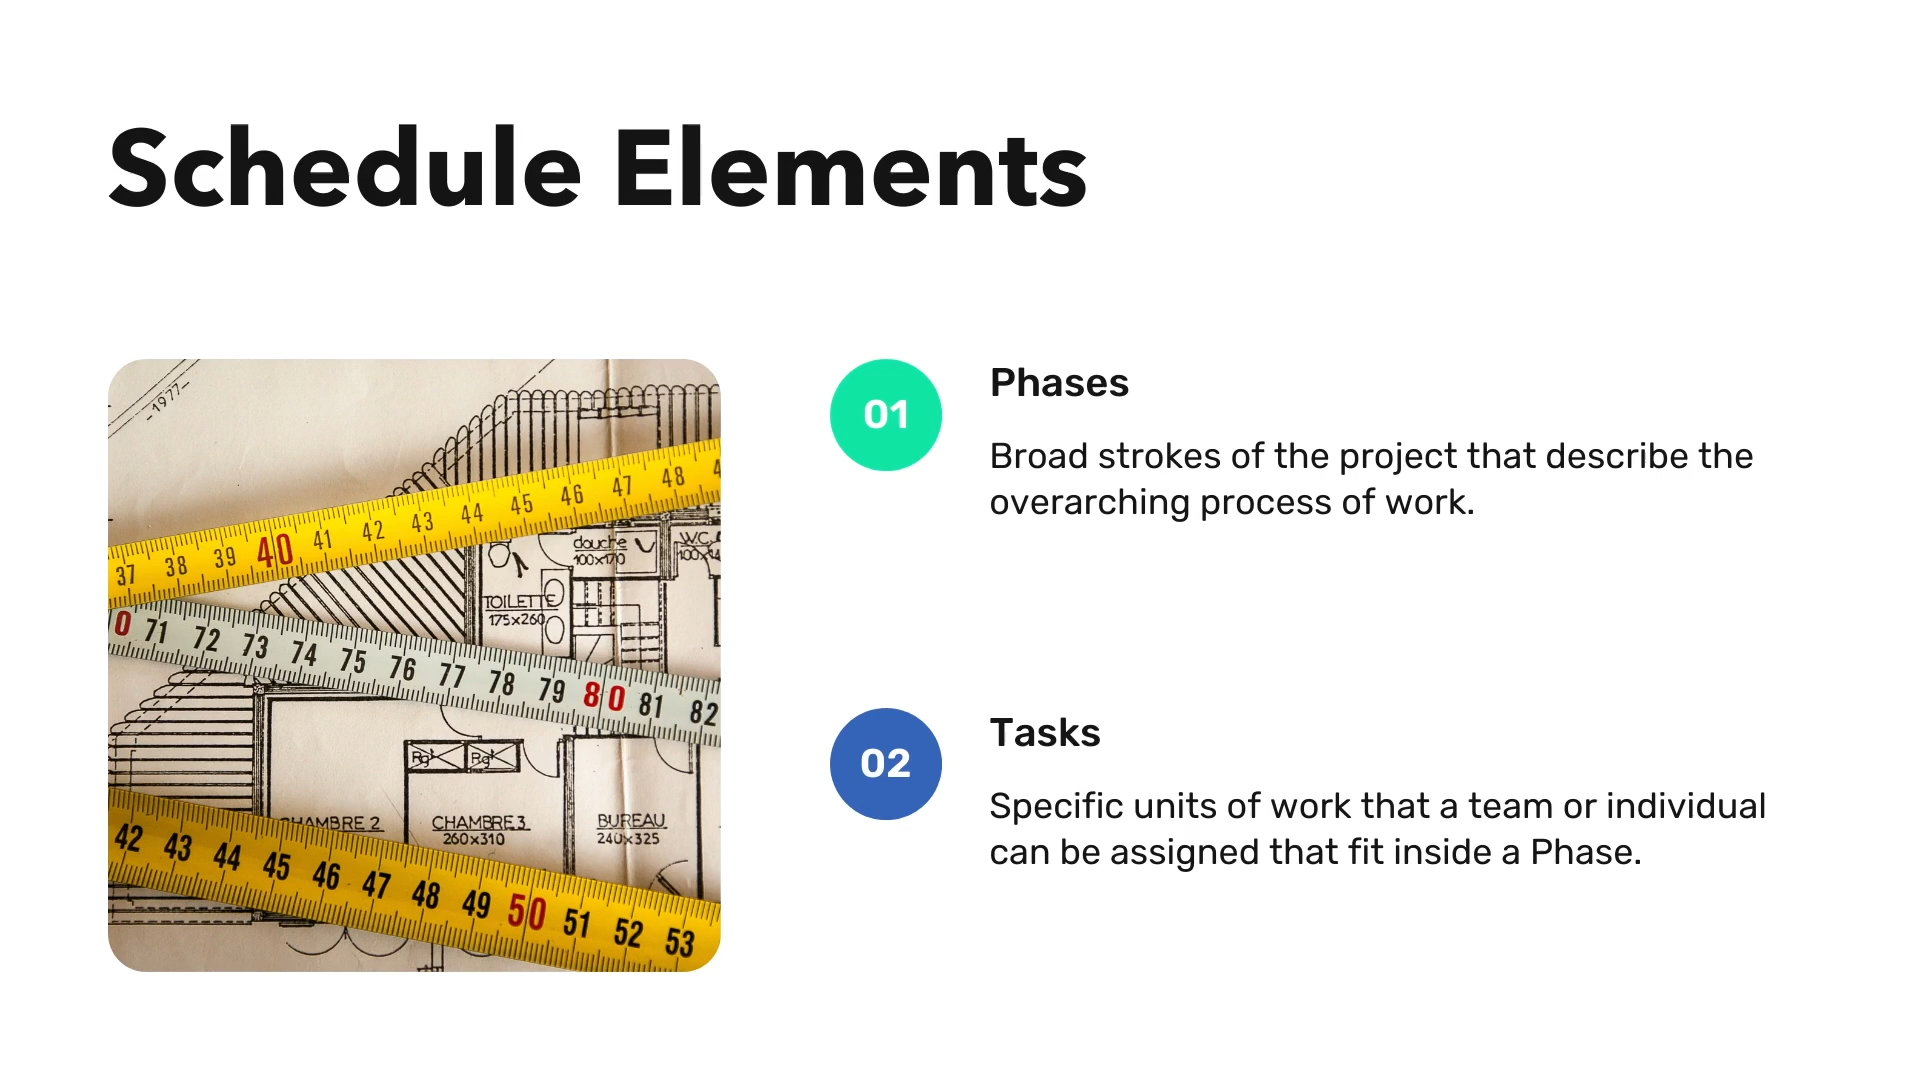 Schedule Elements
01
Phases
Broad strokes of the project that describe the
overarching process of work.
02
Tasks
Specific units of work that a team or individual
can be assigned that fit inside a Phase.
-1977-
37 38 39 40 41 42 43 44 45 46 47 48
douche
100x170
W.C.
TOILETTE
175x260
0 71 72 73 74 75 76 77 78 79 80 81 82
Rgt Rgt
CHAMBRE 2
CHAMBRE 3
260x310
BUREAU
240x325
42 43 44 45 46 47 48 49 50 51 52 53